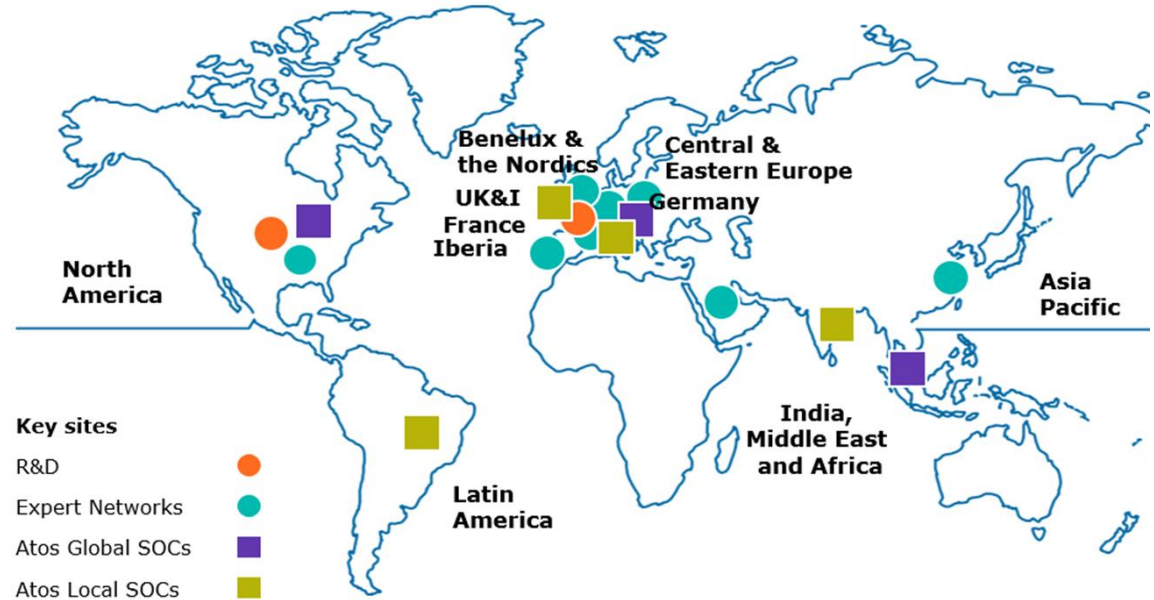 Benelux &
the Nordics
Central &
Eastern Europe
UK&I
Germany
France
Iberia
North
America
Asia
Pacific
India,
Middle East
and Africa
Latin
America
Key sites
R&D
Expert Networks
Atos Global SOCs
Atos Local SOCs